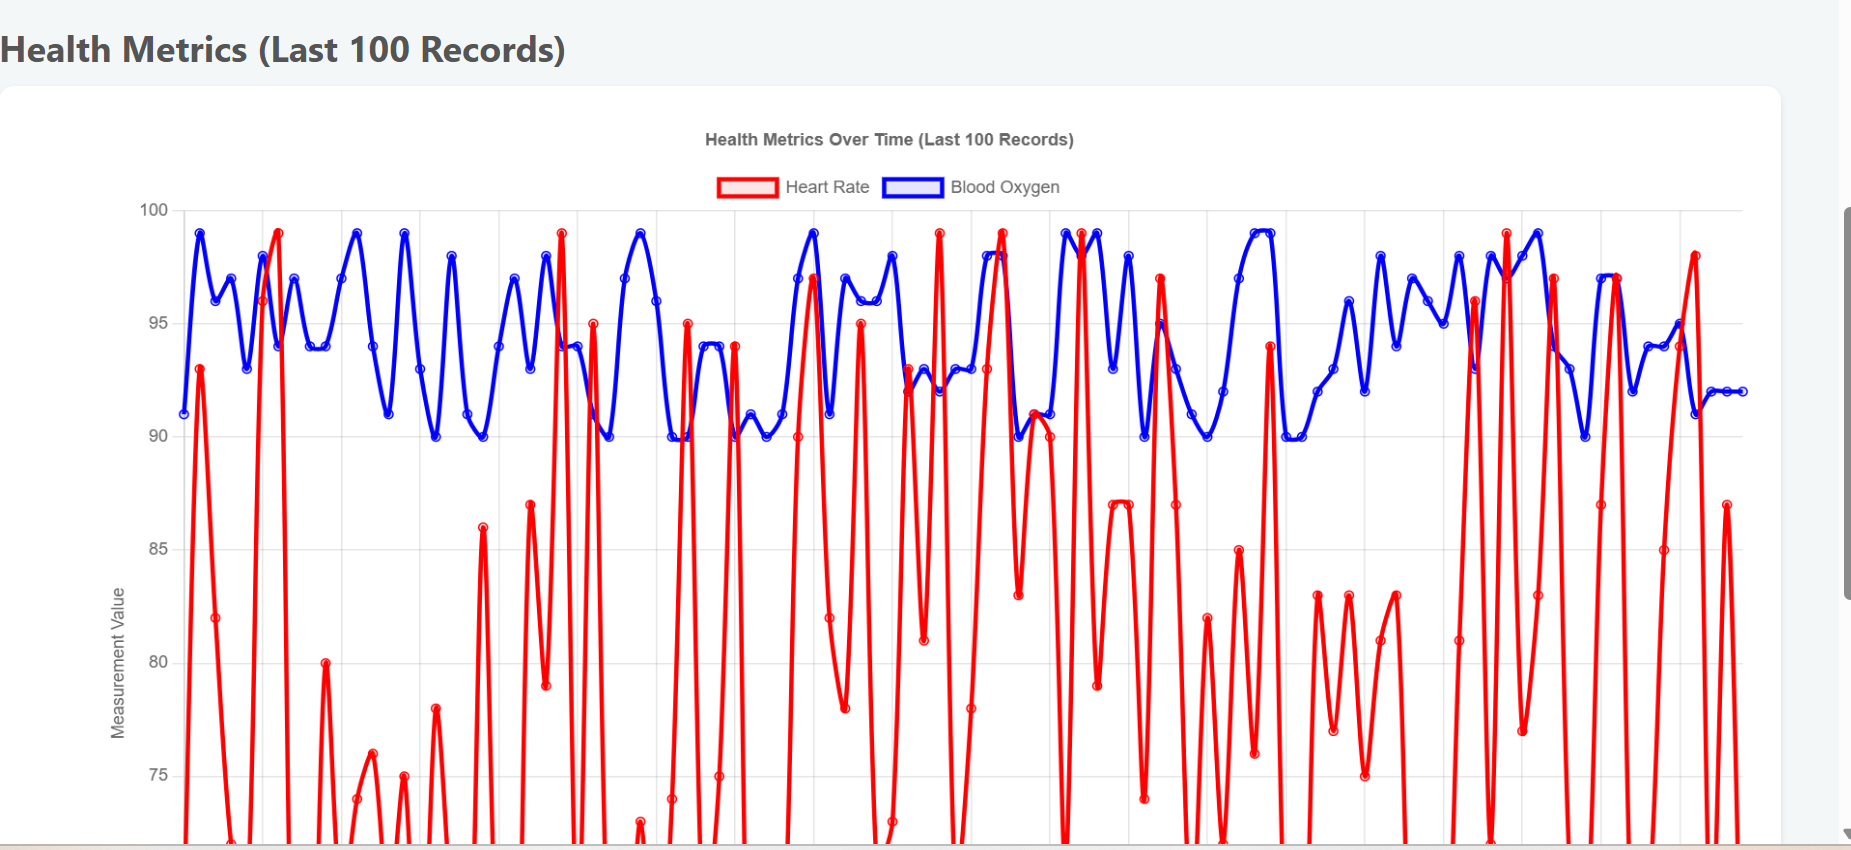 Health Metrics (Last 100 Records)
Health Metrics Over Time (Last 100 Records)
Heart Rate
Blood Oxygen
100
95
90
85
80
75
Measurement Value